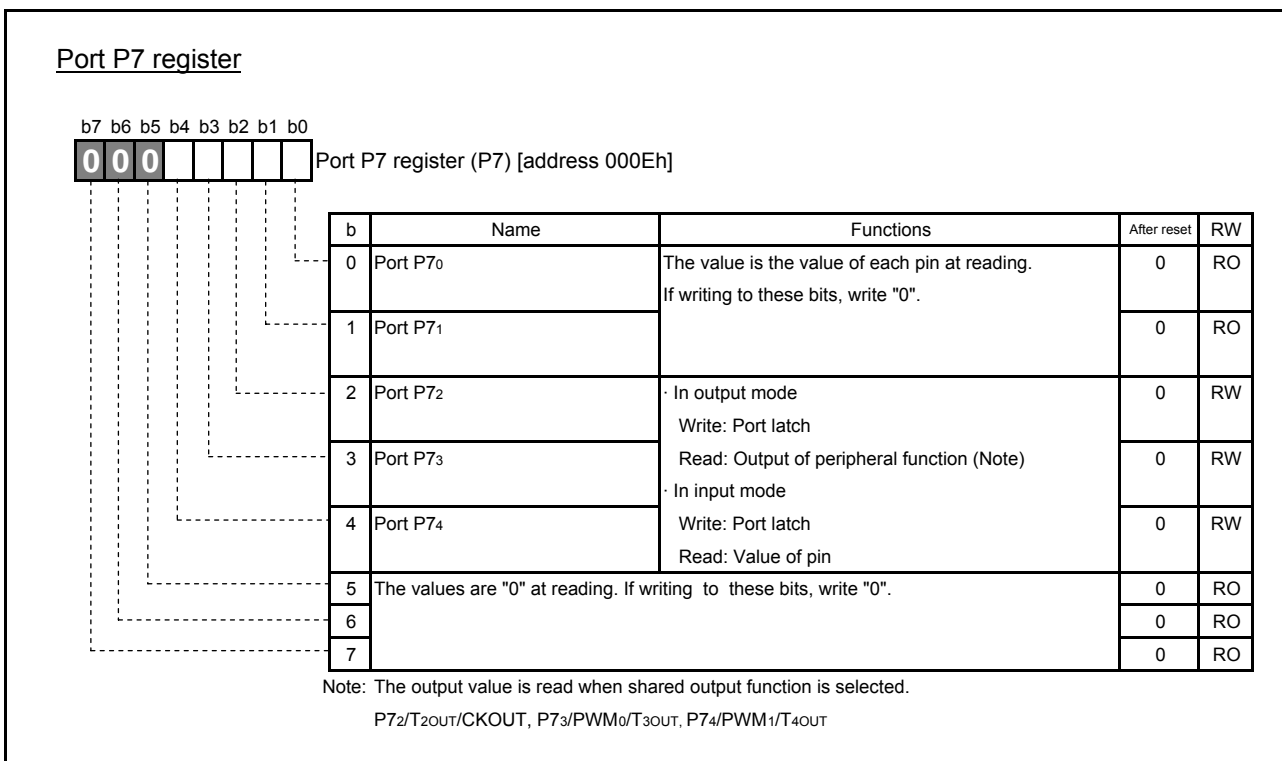 Port P7 register
b7 b6 b5 b4 b3 b2 b1 b0
0 0 0 Port P7 register (P7) [address 000Eh]
b Name Functions After reset RW
0 Port P70 The value is the value of each pin at reading. 0 RO
If writing to these bits, write "0".
1 Port P71 0 RO
2 Port P72 · In output mode 0 RW
Write: Port latch
3 Port P73 Read: Output of peripheral function (Note) 0 RW
· In input mode
4 Port P74 Write: Port latch 0 RW
Read: Value of pin
5 The values are "0" at reading. If writing to these bits, write "0". 0 RO
6 0 RO
7 0 RO
Note: The output value is read when shared output function is selected.
P72/T2OUT/CKOUT, P73/PWM0/T3OUT, P74/PWM1/T4OUT